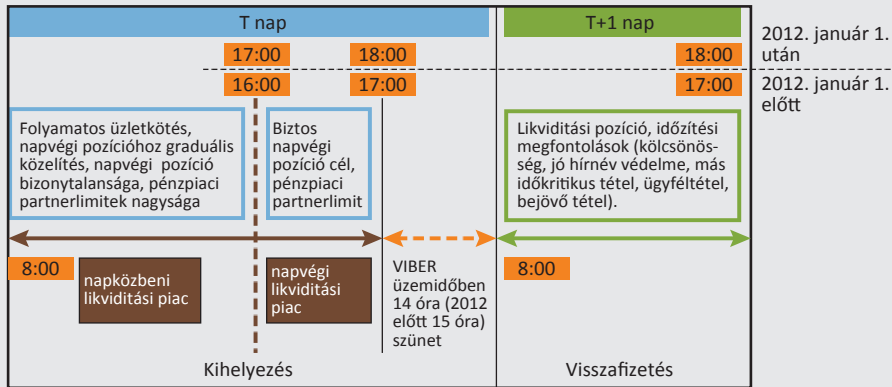 T nap
T+1 nap
17:00
18:00
18:00
2012. január 1.
után
16:00
17:00
17:00
2012. január 1.
előtt
Folyamatos üzletkötés,
napvégi pozícióhoz graduális
közelítés, napvégi pozíció
bizonytalansága, pénzpiaci
partnerlimitek nagysága
Biztos
napvégi
pozíció cél,
pénzpiaci
partnerlimit
Likviditási pozíció, időzítési
megfontolások (kölcsönös-
ség, jó hírnév védelme, más
időkritikus tétel, ügyféltétel,
bejövő tétel).
8:00
napközbeni
likviditási piac
napvégi
likviditási
piac
VIBER
üzemidőben
14 óra (2012
előtt 15 óra)
szünet
8:00
Kihelyezés
Visszafizetés